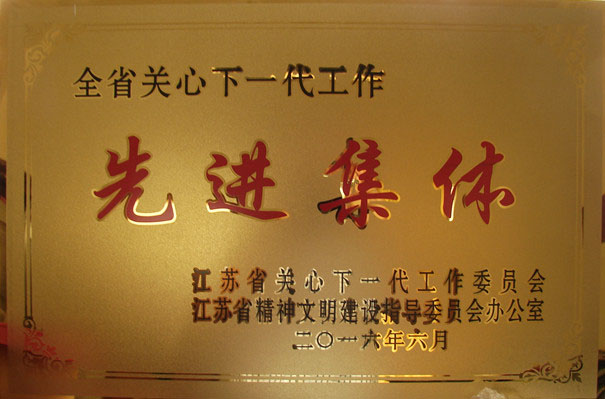 全省关心下一代工作
先进集体
江苏省关心下一代工作委员会
江苏省精神文明建设指导委员会办公室
二〇一六年六月